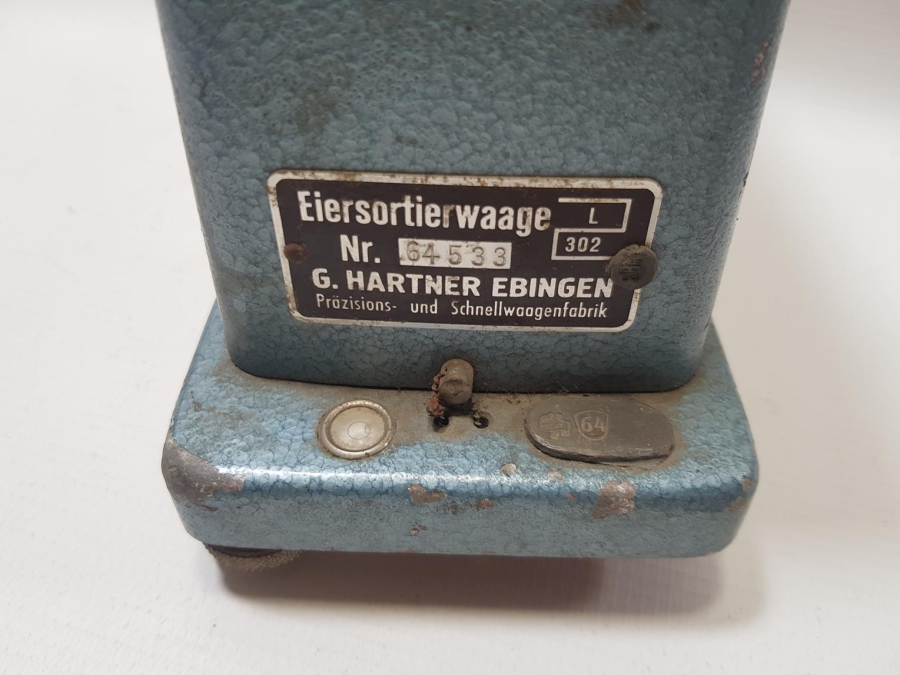 Eiersortierwaage L
Nr. 64533 302
G. HARTNER EBINGEN
Präzisions- und Schnellwaagenfabrik
64